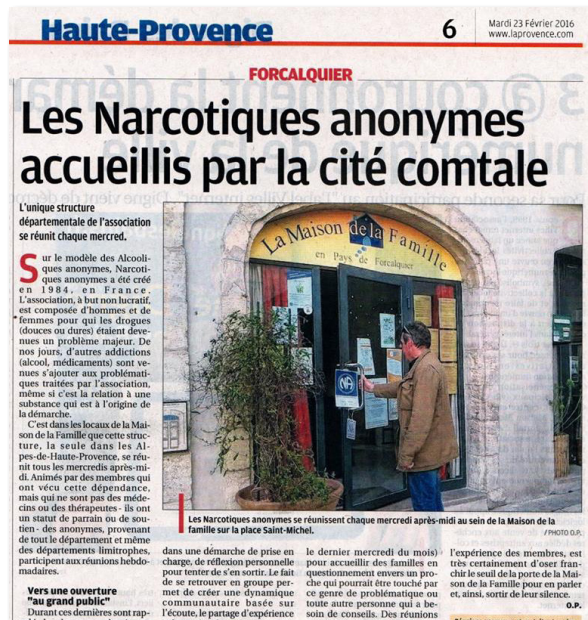 Haute-Provence
6
Mardi 23 Février 2016
www.laprovence.com
FORCALQUIER
Les Narcotiques anonymes
accueillis par la cité comtale
L'unique structure
départementale de l'association
se réunit chaque mercred.
Sur le modèle des Alcooli-
ques anonymes, Narcoti-
ques anonymes a été créé
en 1984, en France.
L'association, à but non lucratif,
est composée d'hommes et de
femmes pour qui les drogues
(douces ou dures) étaient deve-
nues un problème majeur. De
nos jours, d'autres addictions
(alcool, médicaments) sont ve-
nues s'ajouter aux problémati-
ques traitées par l'association,
même si c'est la relation à une
substance qui est à l'origine de
la démarche.
C'est dans les locaux de la Mai-
son de la Famille que cette struc-
ture, la seule dans les Al-
pes-de-Haute-Provence, se réu-
nit tous les mercredis après-mi-
di. Animés par des membres qui
ont vécu cette dépendance,
mais qui ne sont pas des méde-
cins ou des thérapeutes - ils ont
un statut de parrain ou de sou-
tien - des anonymes, provenant
de tout le département et même
des départements limitrophes,
participent aux réunions hebdo-
madaires.
Vers une ouverture
"au grand public"
Durant ces dernières sont rap-
La Maison de la Famille
en Pays de Forcalquier
NA
Les Narcotiques anonymes se réunissent chaque mercredi après-midi au sein de la Maison de la
famille sur la place Saint-Michel.
/ PHOTO O.P.
dans une démarche de prise en
charge, de réflexion personnel
pour tenter de s'en sortir. Le fait
de se retrouver en groupe per-
met de créer une dynamique
communautaire basée sur
l'écoute, le partage d'expérience
le dernier mercredi du mois)
pour accueillir des familles en
questionnement envers un pro-
che qui pourrait être touché par
ce genre de problématique ou
toute autre personne qui a be-
soin de conseils. Des réunions
l'expérience des membres, est
très certainement d'oser fran-
chir le seuil de la porte de la Mai-
son de la Famille pour en parler
et, ainsi, sortir de leur silence.
O.P.